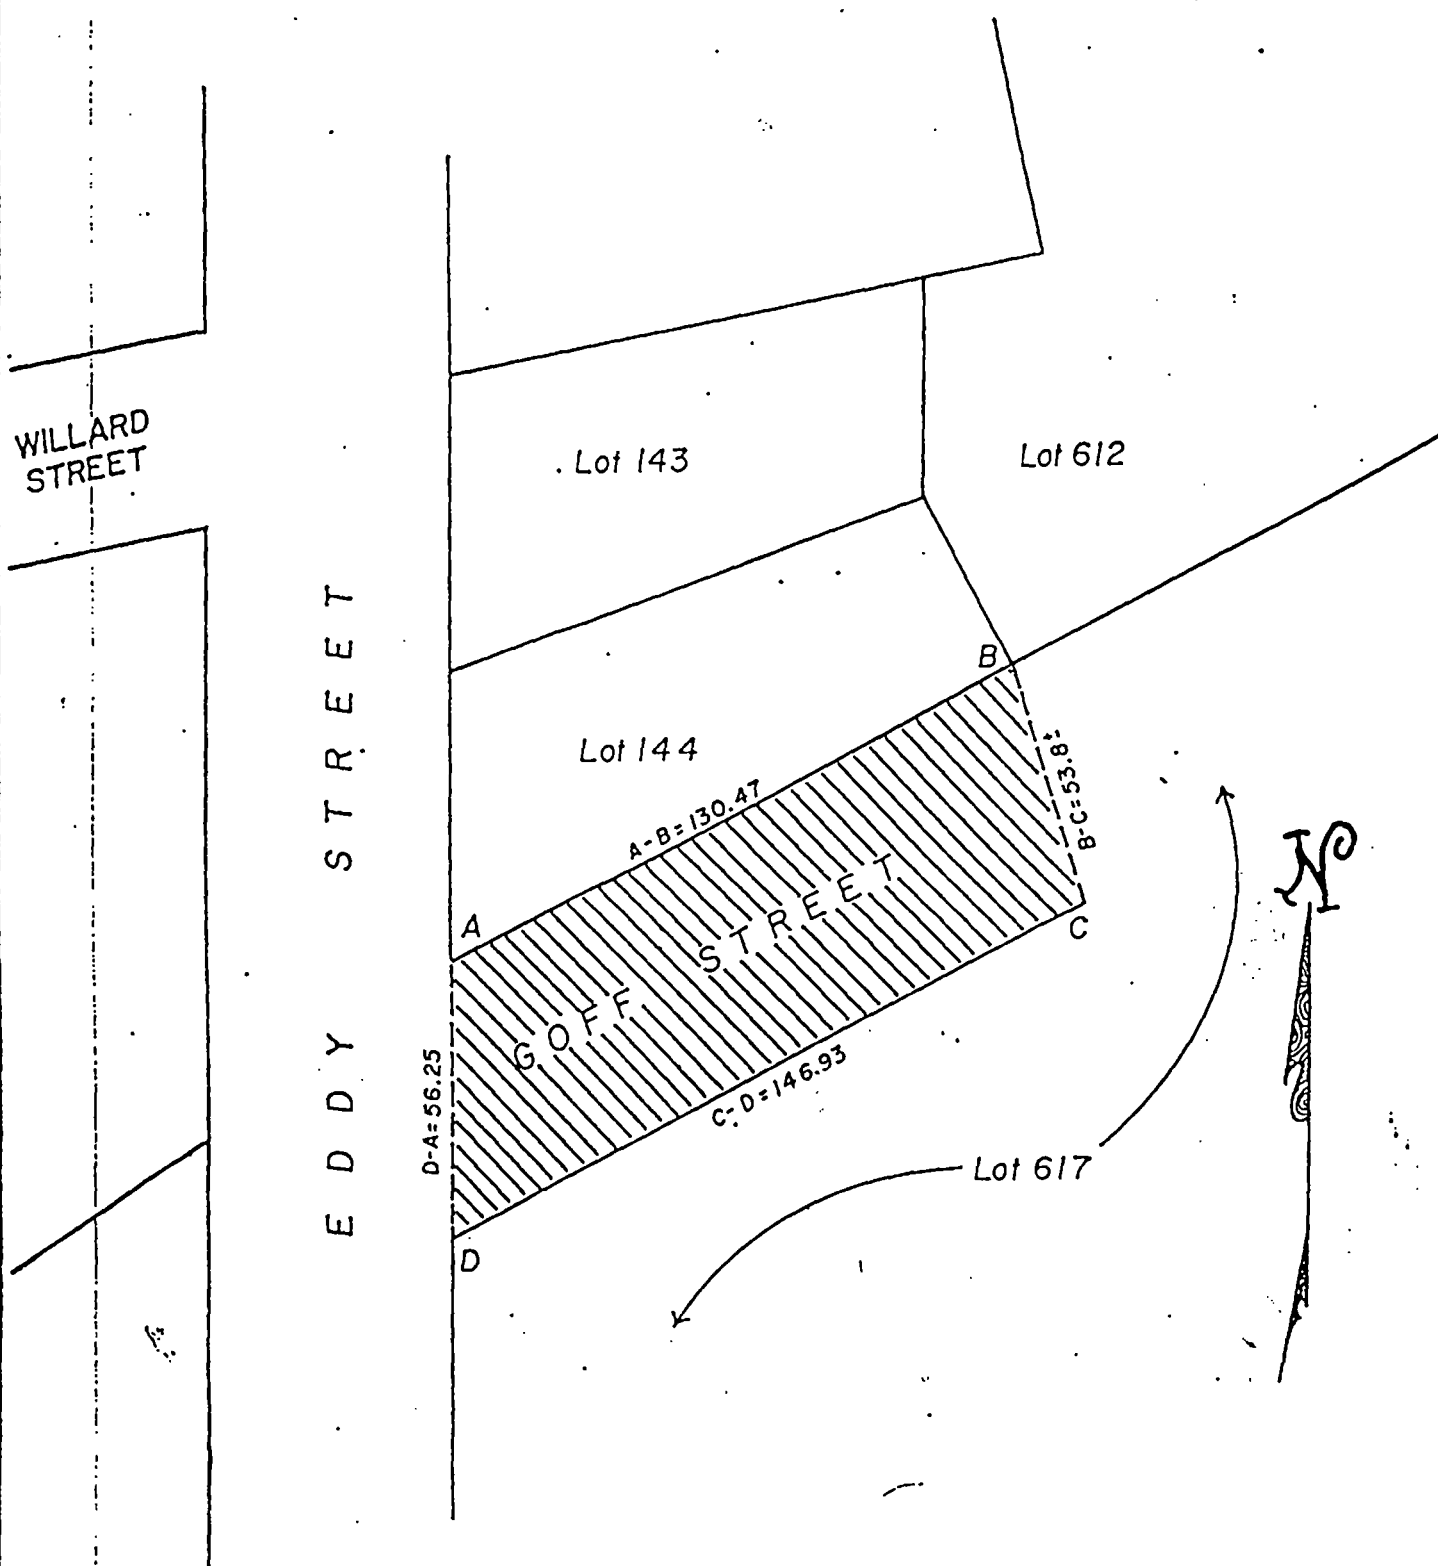 WILLARD
STREET
Lot 143
Lot 612
EDDY STREET
B
Lot 144
A-B=130.47
B-C=53.8±
A
GOFF STREET
C
N
D-A=56.25
C-D=146.93
Lot 617
D